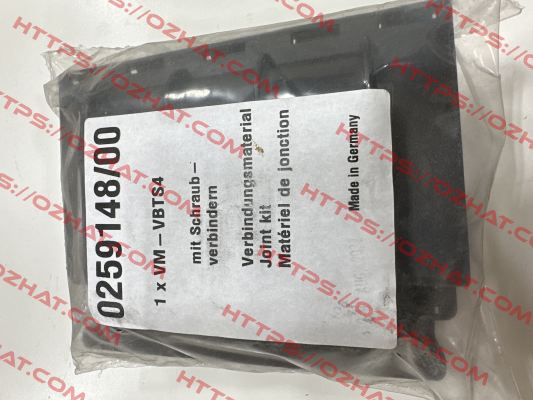 0259148/00
1 x VM-VBTS4
mit Schraub-
verbindern
Verbindungsmaterial
Joint kit
Matériel de jonction
Made in Germany
HTTPS://OZHAT.COM